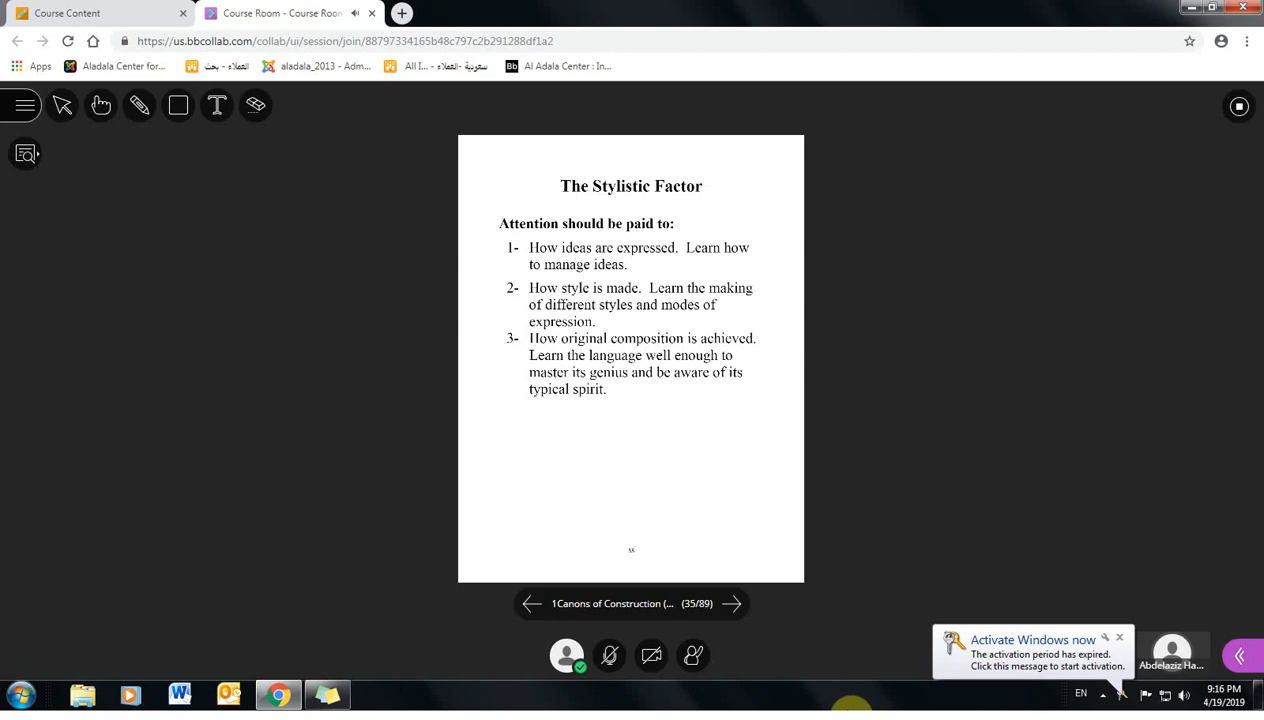 Course Content
Course Room - Course Room
https://us.bbcollab.com/collab/ui/session/join/88797334165b48c797c2b291288df1a2
Apps
Aladala Center for...
العقلاء - بحث
aladala_2013 - Adm...
All I... - سعودية -العقلاء
Bb Al Adala Center : In...
The Stylistic Factor
Attention should be paid to:
1- How ideas are expressed. Learn how
to manage ideas.
2- How style is made. Learn the making
of different styles and modes of
expression.
3- How original composition is achieved.
Learn the language well enough to
master its genius and be aware of its
typical spirit.
1Canons of Construction (... (35/89)
Activate Windows now
The activation period has expired.
Click this message to start activation.
Abdelaziz Ha...
EN
9:16 PM
4/19/2019